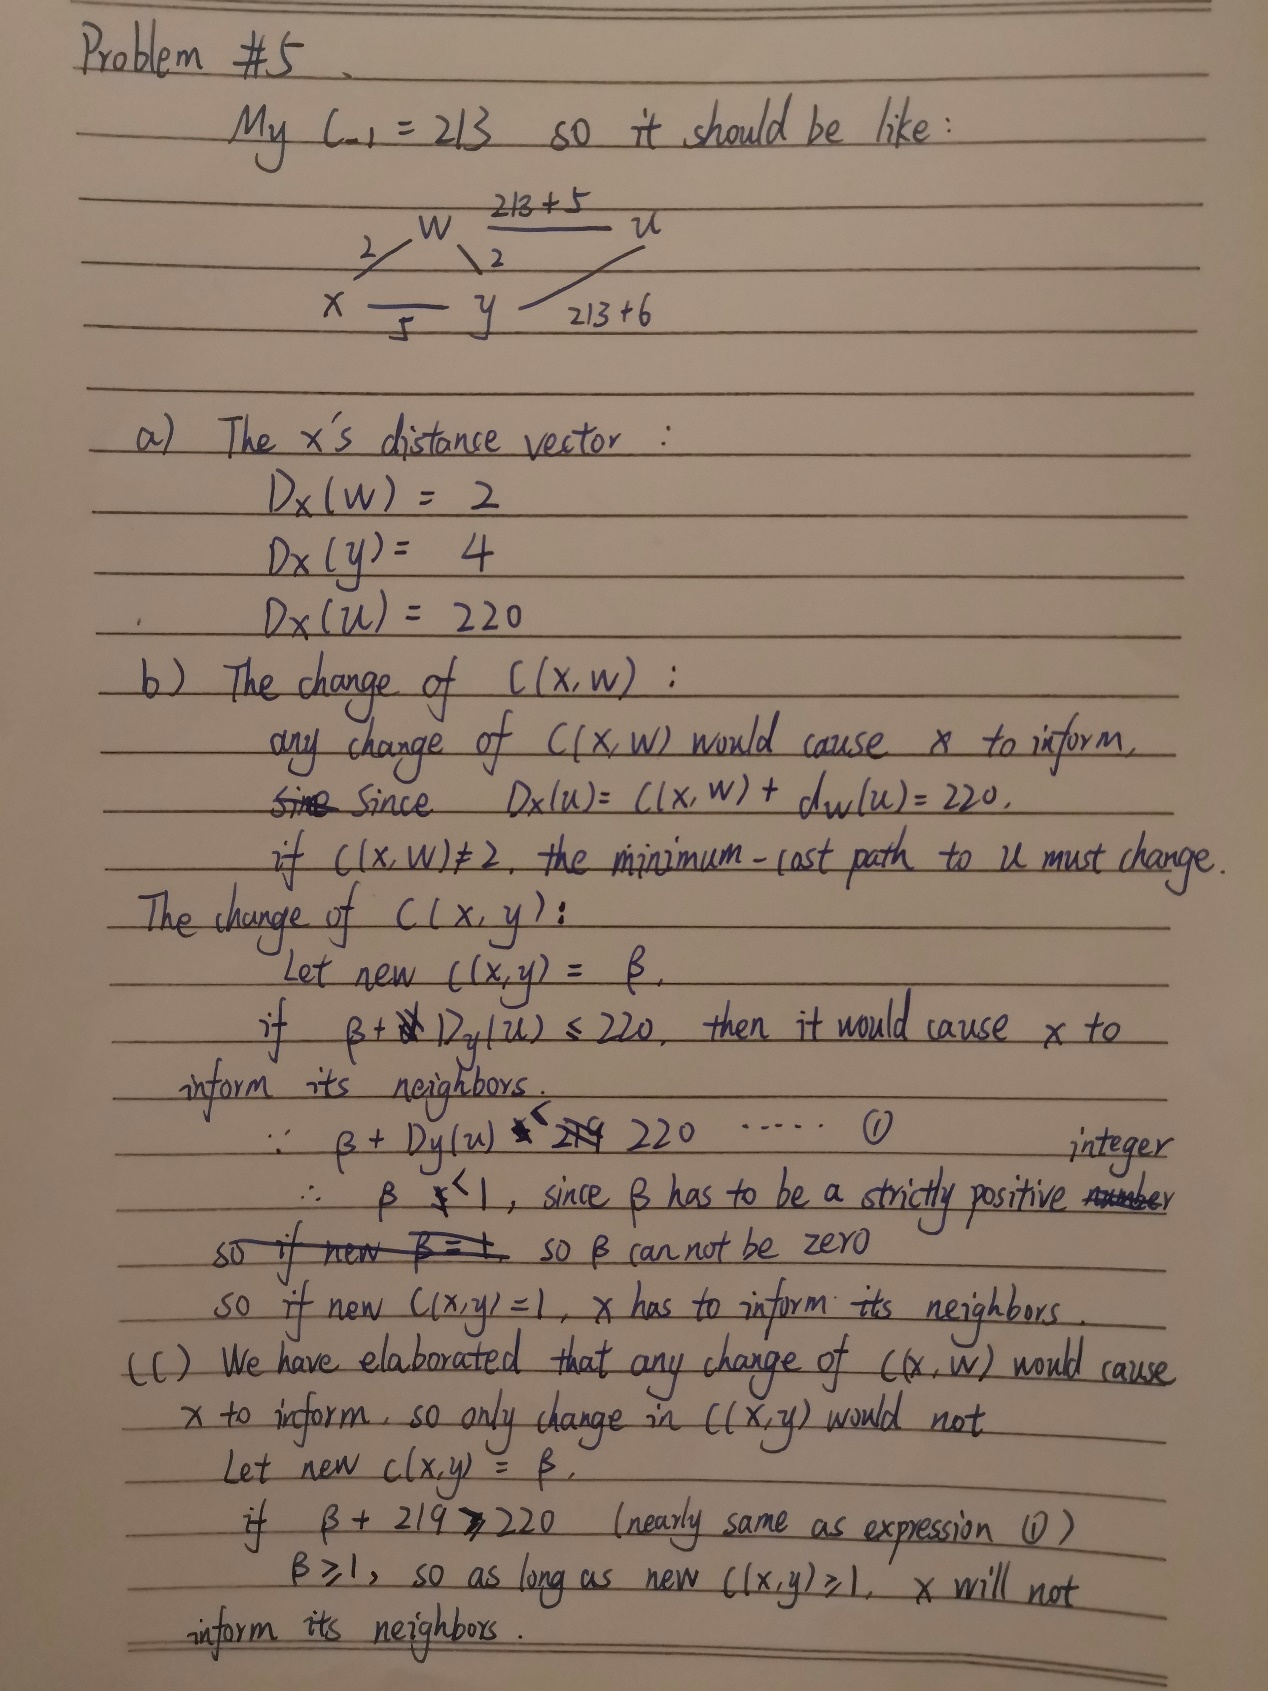 Problem #5.
My C_-1 = 213 so it should be like:
213+5
W u
2 2
x y 213+6
5
a) The x's distance vector:
Dx(w) = 2
Dx(y) = 4
Dx(u) = 220
b) The change of C(x,w):
any change of C(x,w) would cause x to inform,
since Dx(u) = C(x,w) + dw(u) = 220.
if C(x,w)≠2, the minimum-cost path to u must change.
The change of C(x,y):
Let new C(x,y) = β.
if β + Dy(u) ≤ 220, then it would cause x to
inform its neighbors.
∵ β + Dy(u) < 220 ······ ①
∴ β < 1, since β has to be a strictly positive integer
so β can not be zero
so if new C(x,y)=1, x has to inform its neighbors.
(C) We have elaborated that any change of C(x,w) would cause
x to inform, so only change in C(x,y) would not
Let new c(x,y) = β,
if β + 219 ≥ 220 (nearly same as expression ①)
β≥1, so as long as new C(x,y)≥1, x will not
inform its neighbors.